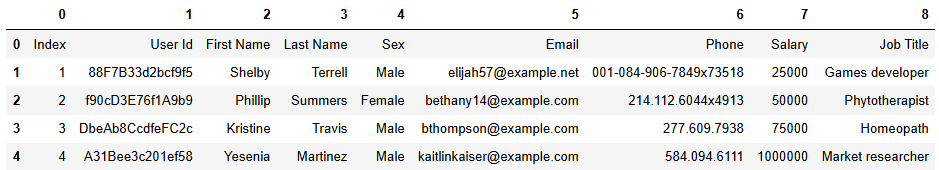 0 1 2 3 4 5 6 7 8
0 Index User Id First Name Last Name Sex Email Phone Salary Job Title
1 1 88F7B33d2bcf9f5 Shelby Terrell Male elijah57@example.net 001-084-906-7849x73518 25000 Games developer
2 2 f90cD3E76f1A9b9 Phillip Summers Female bethany14@example.com 214.112.6044x4913 50000 Phytotherapist
3 3 DbeAb8CcdfeFC2c Kristine Travis Male bthompson@example.com 277.609.7938 75000 Homeopath
4 4 A31Bee3c201ef58 Yesenia Martinez Male kaitlinkaiser@example.com 584.094.6111 1000000 Market researcher